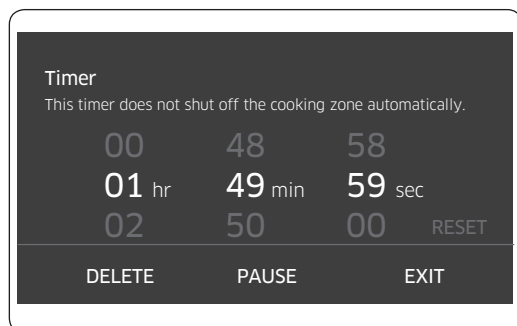 Timer
This timer does not shut off the cooking zone automatically.
00 48 58
01 hr 49 min 59 sec
02 50 00 RESET
DELETE PAUSE EXIT